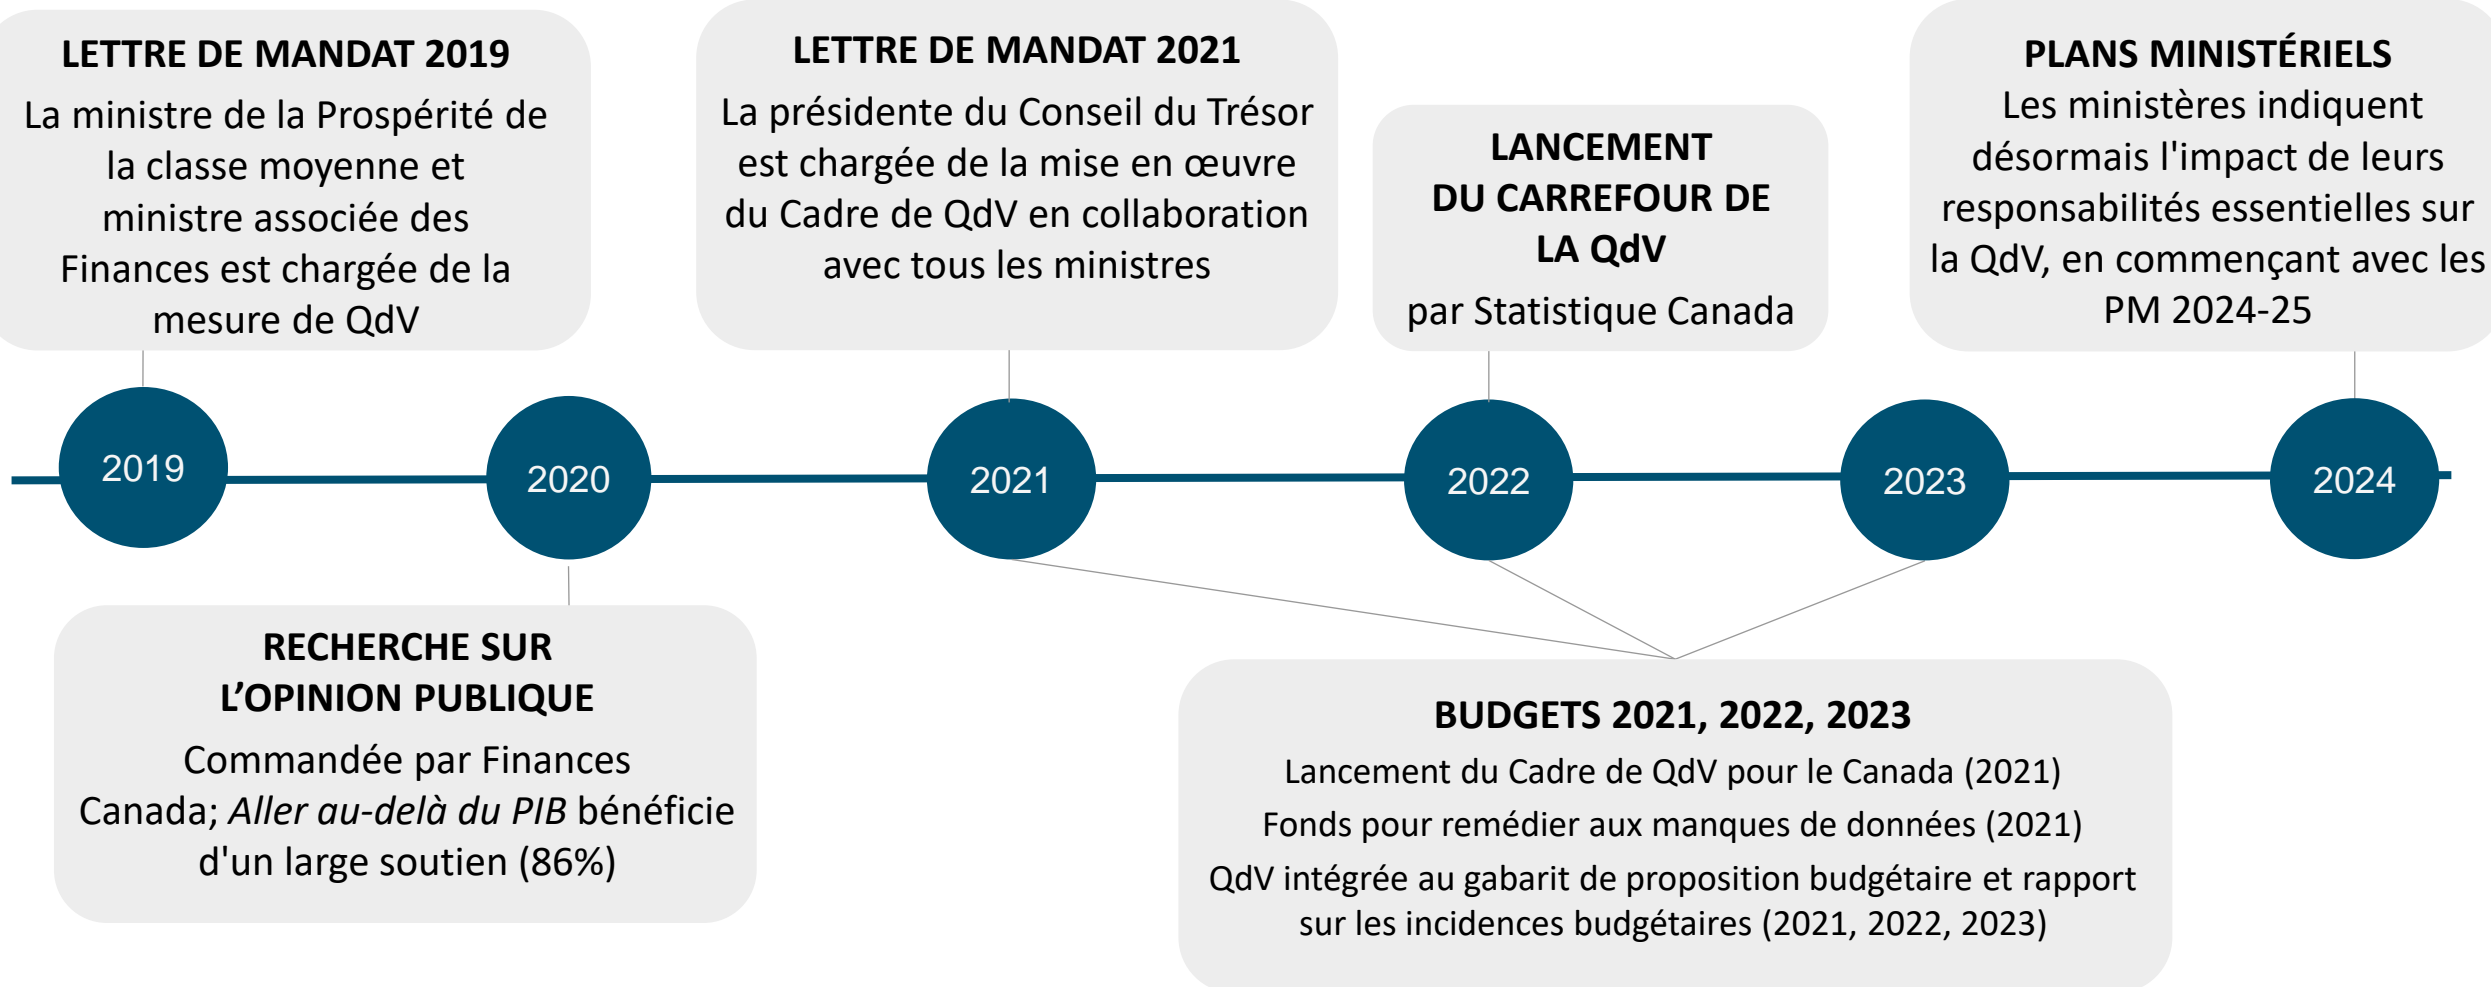 LETTRE DE MANDAT 2019
La ministre de la Prospérité de
la classe moyenne et
ministre associée des
Finances est chargée de la
mesure de QdV
LETTRE DE MANDAT 2021
La présidente du Conseil du Trésor
est chargée de la mise en œuvre
du Cadre de QdV en collaboration
avec tous les ministres
LANCEMENT
DU CARREFOUR DE
LA QdV
par Statistique Canada
PLANS MINISTÉRIELS
Les ministères indiquent
désormais l'impact de leurs
responsabilités essentielles sur
la QdV, en commençant avec les
PM 2024-25
2019
2020
2021
2022
2023
2024
RECHERCHE SUR
L’OPINION PUBLIQUE
Commandée par Finances
Canada; Aller au-delà du PIB bénéficie
d'un large soutien (86%)
BUDGETS 2021, 2022, 2023
Lancement du Cadre de QdV pour le Canada (2021)
Fonds pour remédier aux manques de données (2021)
QdV intégrée au gabarit de proposition budgétaire et rapport
sur les incidences budgétaires (2021, 2022, 2023)